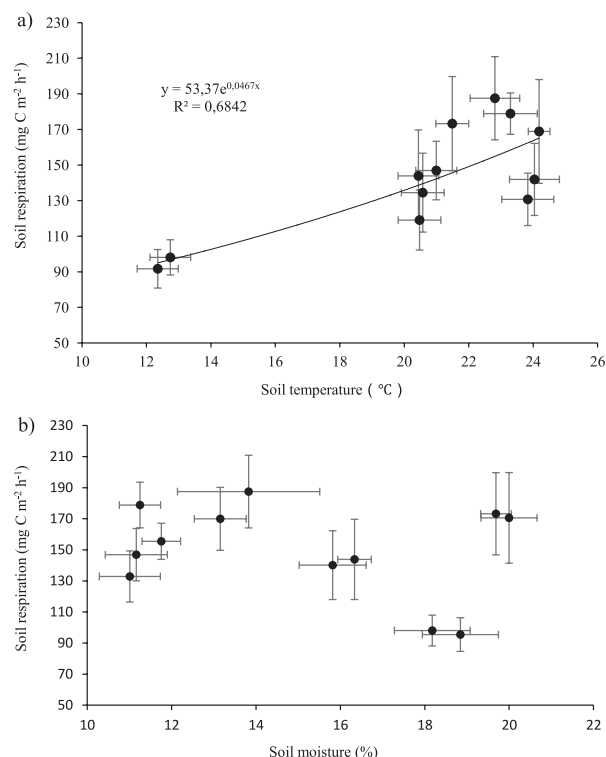 a)
230
210
190
170
150
130
110
90
70
50
Soil respiration (mg C m⁻² h⁻¹)
y = 53,37e^0,0467x
R² = 0,6842
10 12 14 16 18 20 22 24 26
Soil temperature ( ℃ )
b)
230
210
190
170
150
130
110
90
70
50
Soil respiration (mg C m⁻² h⁻¹)
10 12 14 16 18 20 22
Soil moisture (%)